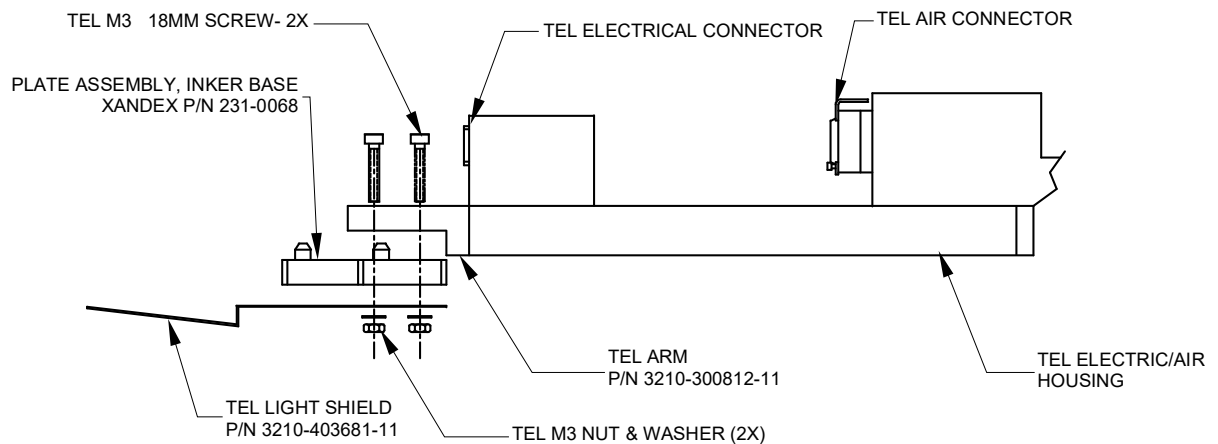 TEL M3 18MM SCREW- 2X
TEL ELECTRICAL CONNECTOR
TEL AIR CONNECTOR
PLATE ASSEMBLY, INKER BASE
XANDEX P/N 231-0068
TEL ARM
P/N 3210-300812-11
TEL ELECTRIC/AIR
HOUSING
TEL LIGHT SHIELD
P/N 3210-403681-11
TEL M3 NUT & WASHER (2X)